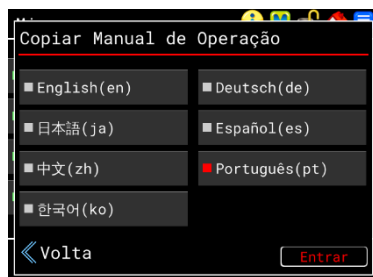 Copiar Manual de Operação
English(en)
Deutsch(de)
日本語(ja)
Español(es)
中文(zh)
Português(pt)
한국어(ko)
Volta
Entrar